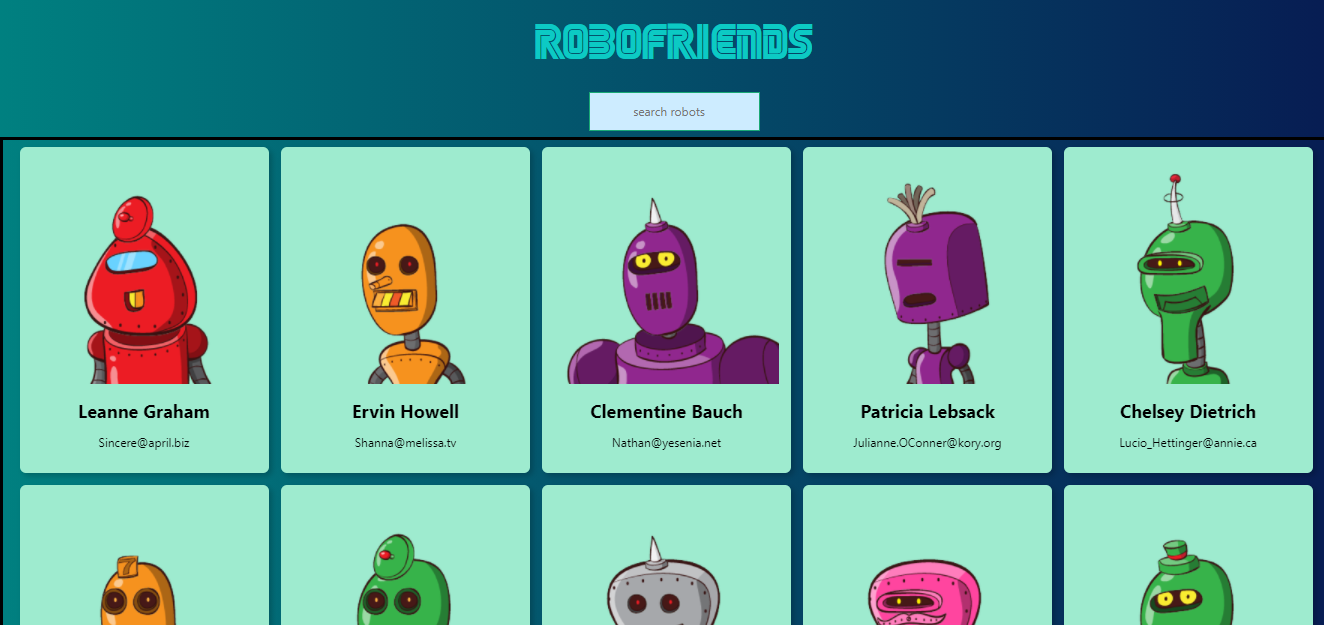 ROBOFRIENDS
search robots
Leanne Graham
Ervin Howell
Clementine Bauch
Patricia Lebsack
Chelsey Dietrich
Sincere@april.biz
Shanna@melissa.tv
Nathan@yesenia.net
Julianne.OConner@kory.org
Lucio_Hettinger@annie.ca
7